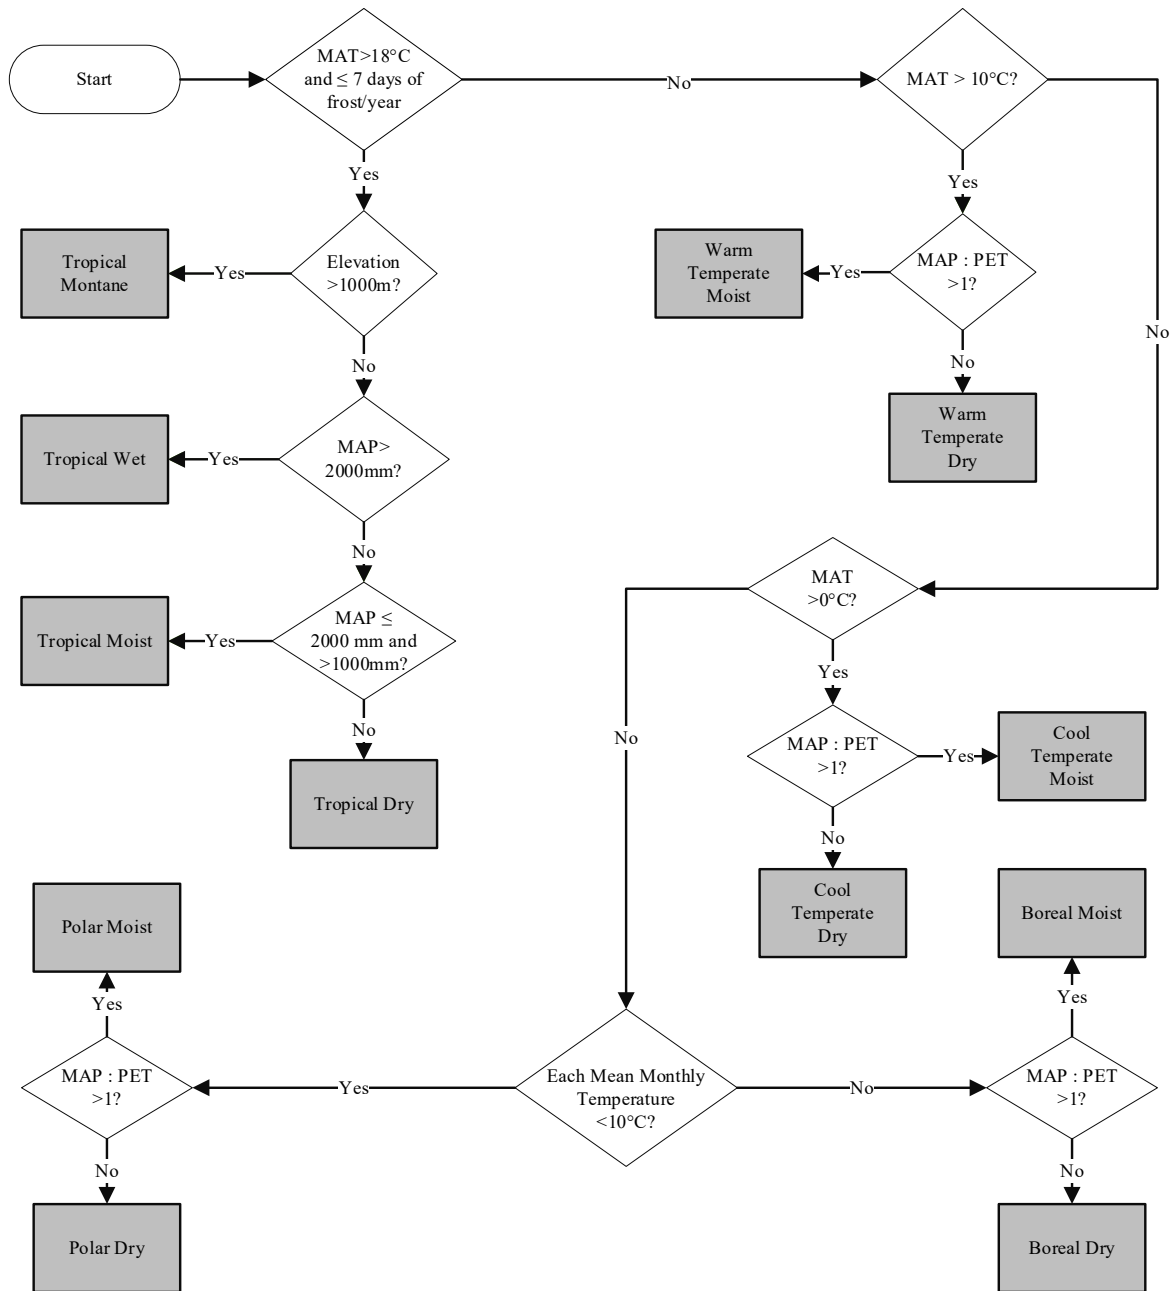 Start
MAT>18°C
and ≤ 7 days of
frost/year
No
MAT > 10°C?
Yes
Yes
Tropical
Montane
Yes
Elevation
>1000m?
Warm
Temperate
Moist
Yes
MAP : PET
>1?
No
No
No
Warm
Temperate
Dry
Tropical Wet
Yes
MAP>
2000mm?
No
MAT
>0°C?
Tropical Moist
Yes
MAP ≤
2000 mm and
>1000mm?
Yes
No
No
MAP : PET
>1?
Yes
Cool
Temperate
Moist
Tropical Dry
No
Cool
Temperate
Dry
Polar Moist
Boreal Moist
Yes
Yes
MAP : PET
>1?
Yes
Each Mean Monthly
Temperature
<10°C?
No
MAP : PET
>1?
No
No
Polar Dry
Boreal Dry